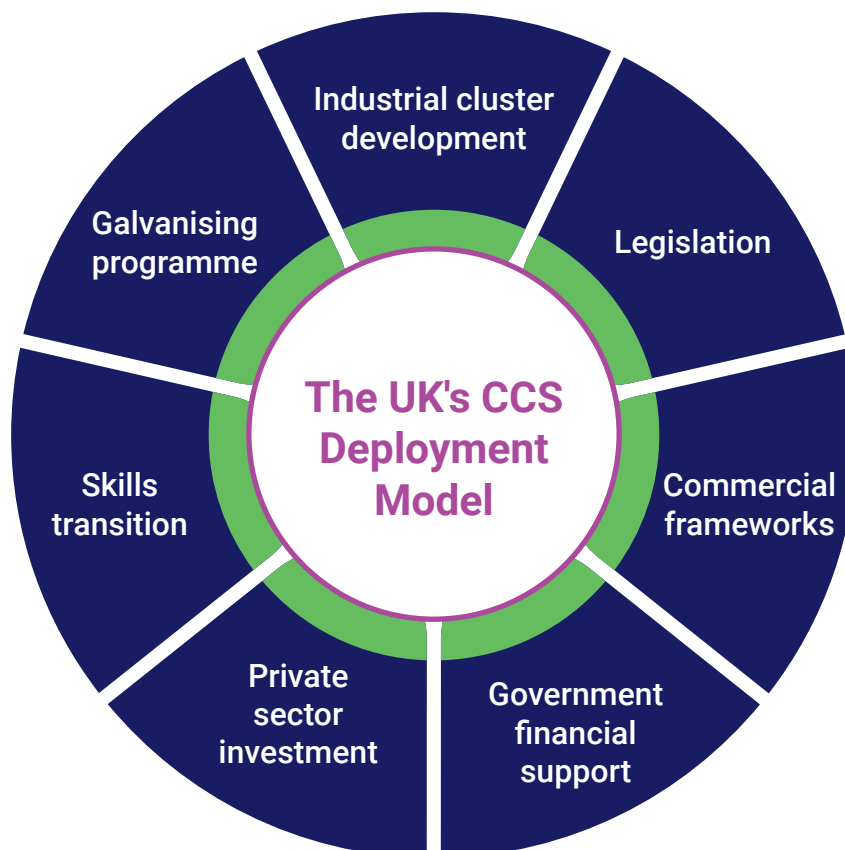 Industrial cluster
development
Legislation
Commercial
frameworks
Government
financial
support
Private
sector
investment
Skills
transition
Galvanising
programme
The UK's CCS
Deployment
Model